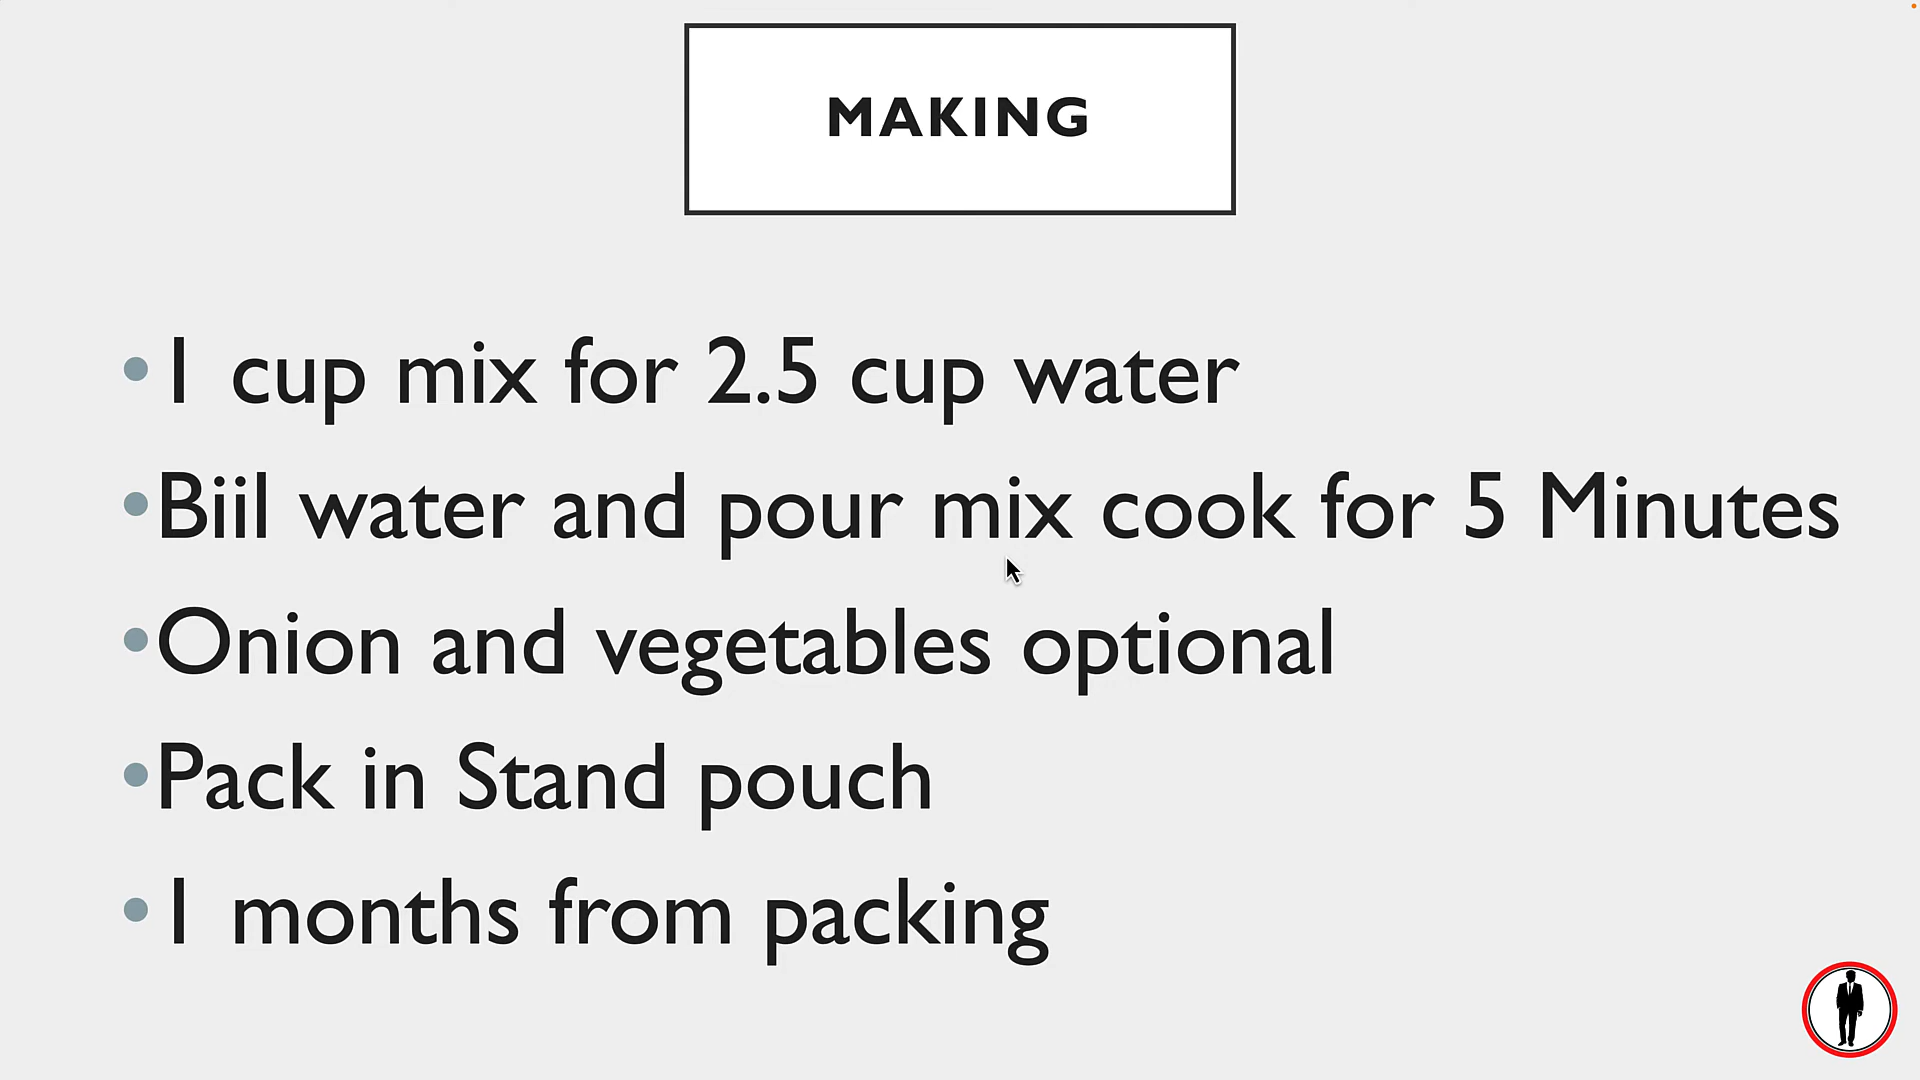 MAKING
•1 cup mix for 2.5 cup water
•Biil water and pour mix cook for 5 Minutes
•Onion and vegetables optional
•Pack in Stand pouch
•1 months from packing